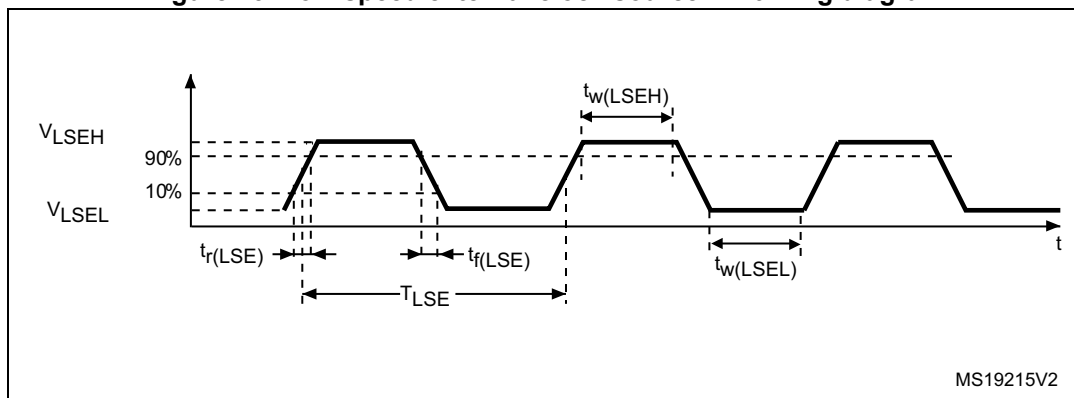 tw(LSEH)
VLSEH
90%
10%
VLSEL
tr(LSE)
tf(LSE)
t
tw(LSEL)
TLSE
MS19215V2